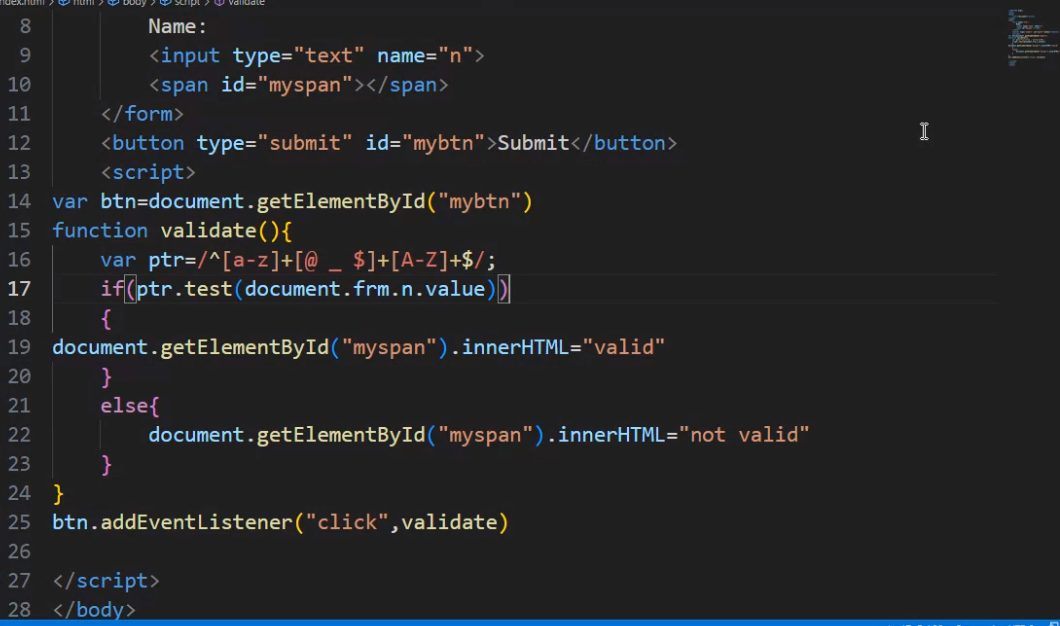 index.html > html > body > script > validate
8 Name:
9 <input type="text" name="n">
10 <span id="myspan"></span>
11 </form>
12 <button type="submit" id="mybtn">Submit</button>
13 <script>
14 var btn=document.getElementById("mybtn")
15 function validate(){
16 var ptr=/^[a-z]+[@ _ $]+[A-Z]+$/;
17 if(ptr.test(document.frm.n.value))
18 {
19 document.getElementById("myspan").innerHTML="valid"
20 }
21 else{
22 document.getElementById("myspan").innerHTML="not valid"
23 }
24 }
25 btn.addEventListener("click",validate)
26
27 </script>
28 </body>